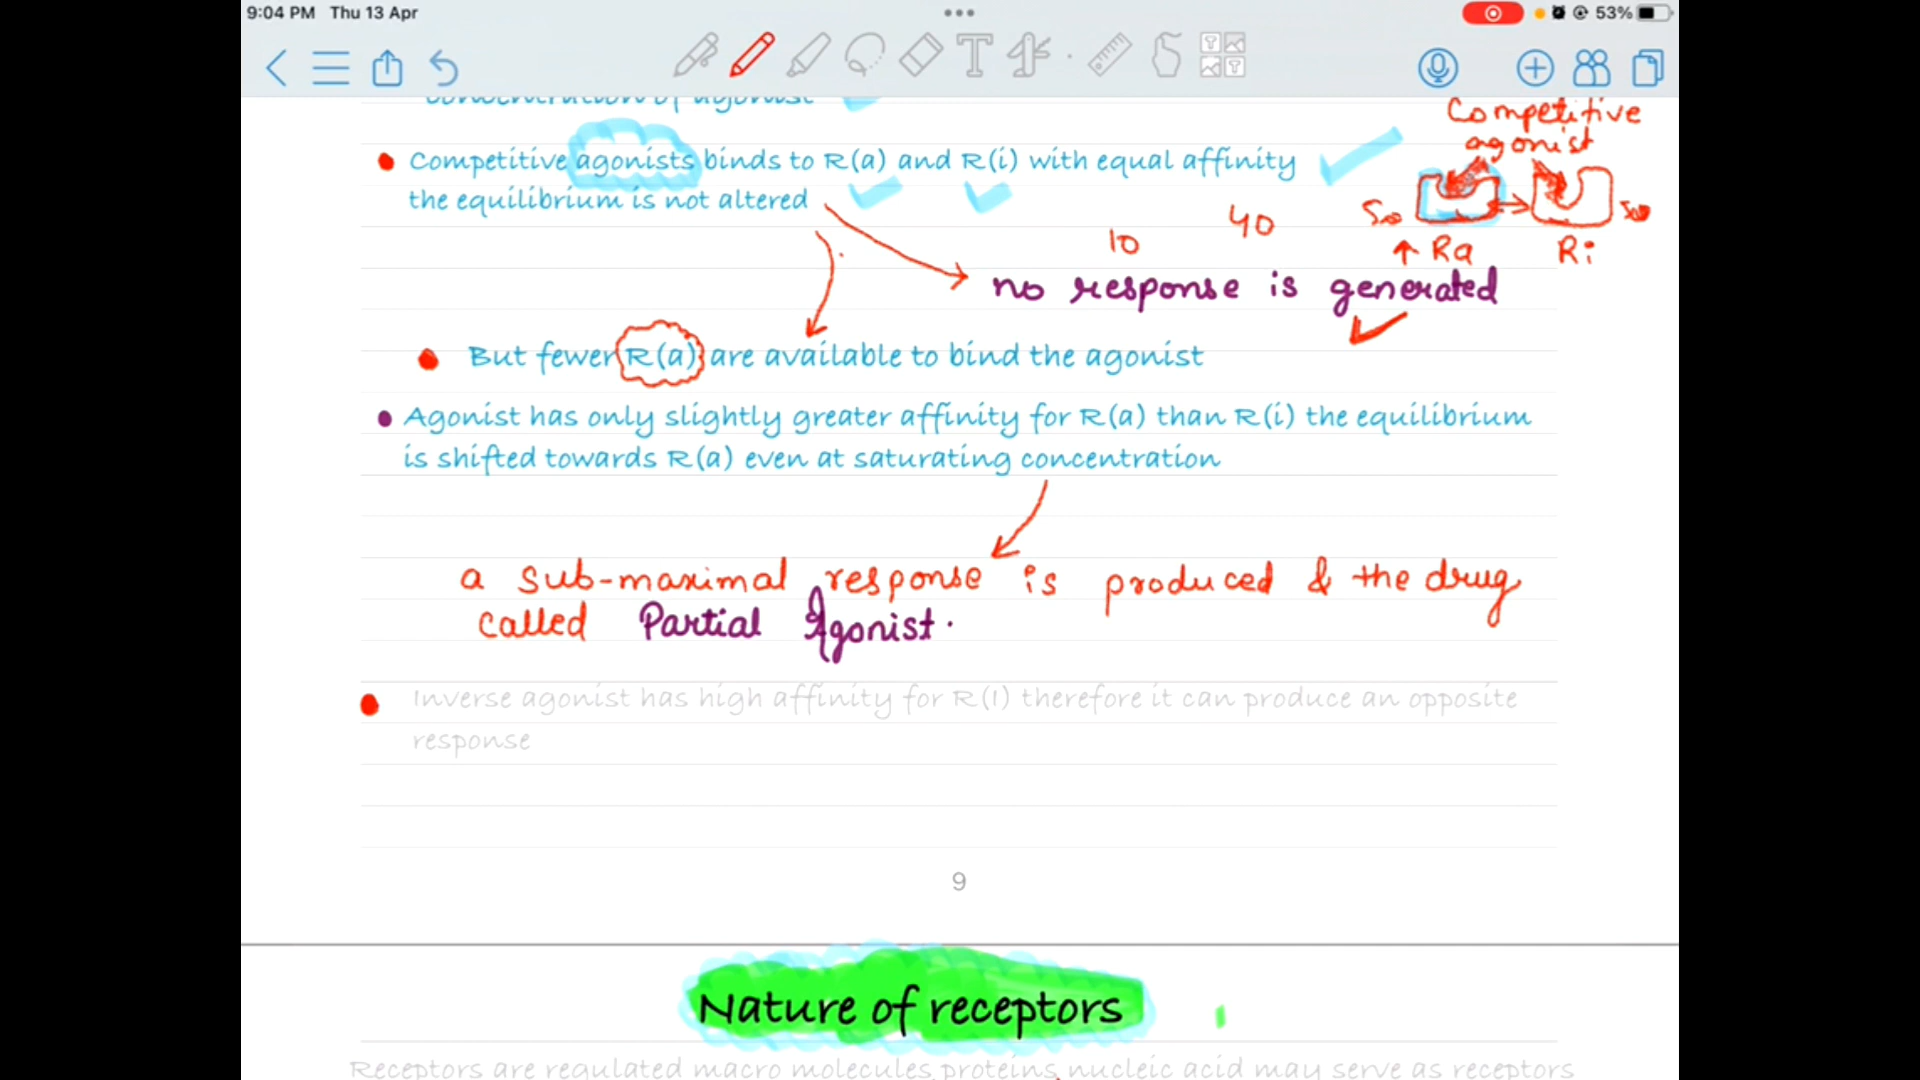 9:04 PM Thu 13 Apr
53%
concentration of agonist
Competitive
agonist
Competitive agonists binds to R(a) and R(i) with equal affinity
the equilibrium is not altered
50
10
40
Ra
Ri
no response is generated
But fewer R(a) are available to bind the agonist
Agonist has only slightly greater affinity for R(a) than R(i) the equilibrium
is shifted towards R(a) even at saturating concentration
a sub-maximal response is produced & the drug
called Partial Agonist.
Inverse agonist has high affinity for R(I) therefore it can produce an opposite
response
9
Nature of receptors
Receptors are regulated macro molecules, proteins, nucleic acid may serve as receptors